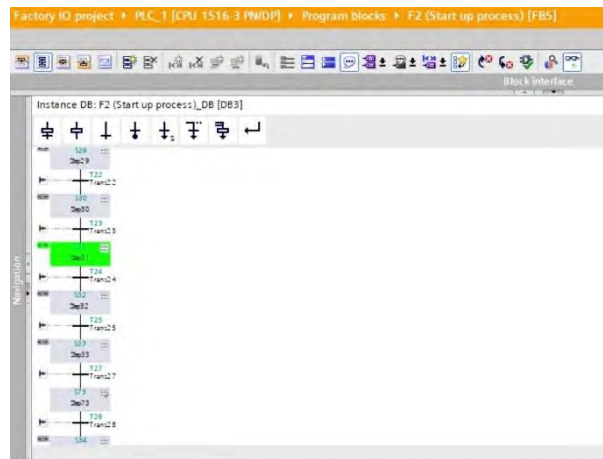 Factory IO project ▸ PLC_1 [CPU 1516-3 PN/DP] ▸ Program blocks ▸ F2 (Start up process) [FB5]
Block interface
Instance DB: F2 (Start up process)_DB [DB3]
S29
Step29
T22
Trans22
S30
Step30
T23
Trans23
Step31
T24
Trans24
S32
Step32
T25
Trans25
S33
Step33
T27
Trans27
S73
Step73
T28
Trans28
S34
Navigation